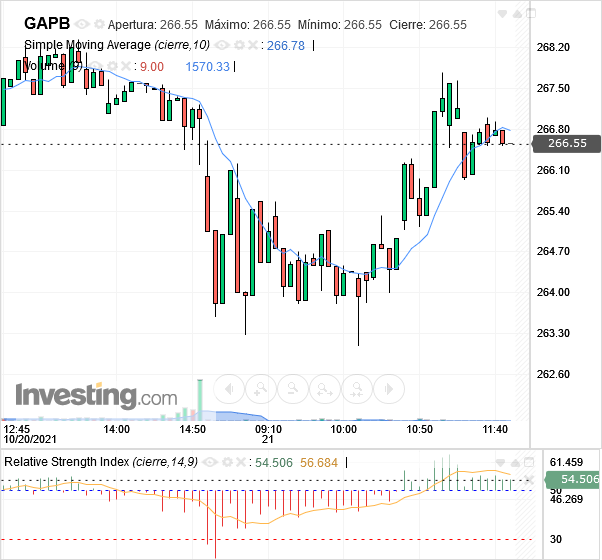 GAPB Apertura: 266.55 Máximo: 266.55 Mínimo: 266.55 Cierre: 266.55
Simple Moving Average (cierre,10) : 266.78
Volume (9) : 9.00 1570.33
268.20
267.50
266.80
266.55
266.10
265.40
264.70
264.00
263.30
262.60
Investing.com
12:45 14:00 14:50 09:10 10:00 10:50 11:40
10/20/2021 21
Relative Strength Index (cierre,14,9) : 54.506 56.684
61.459
54.506
50
46.269
30